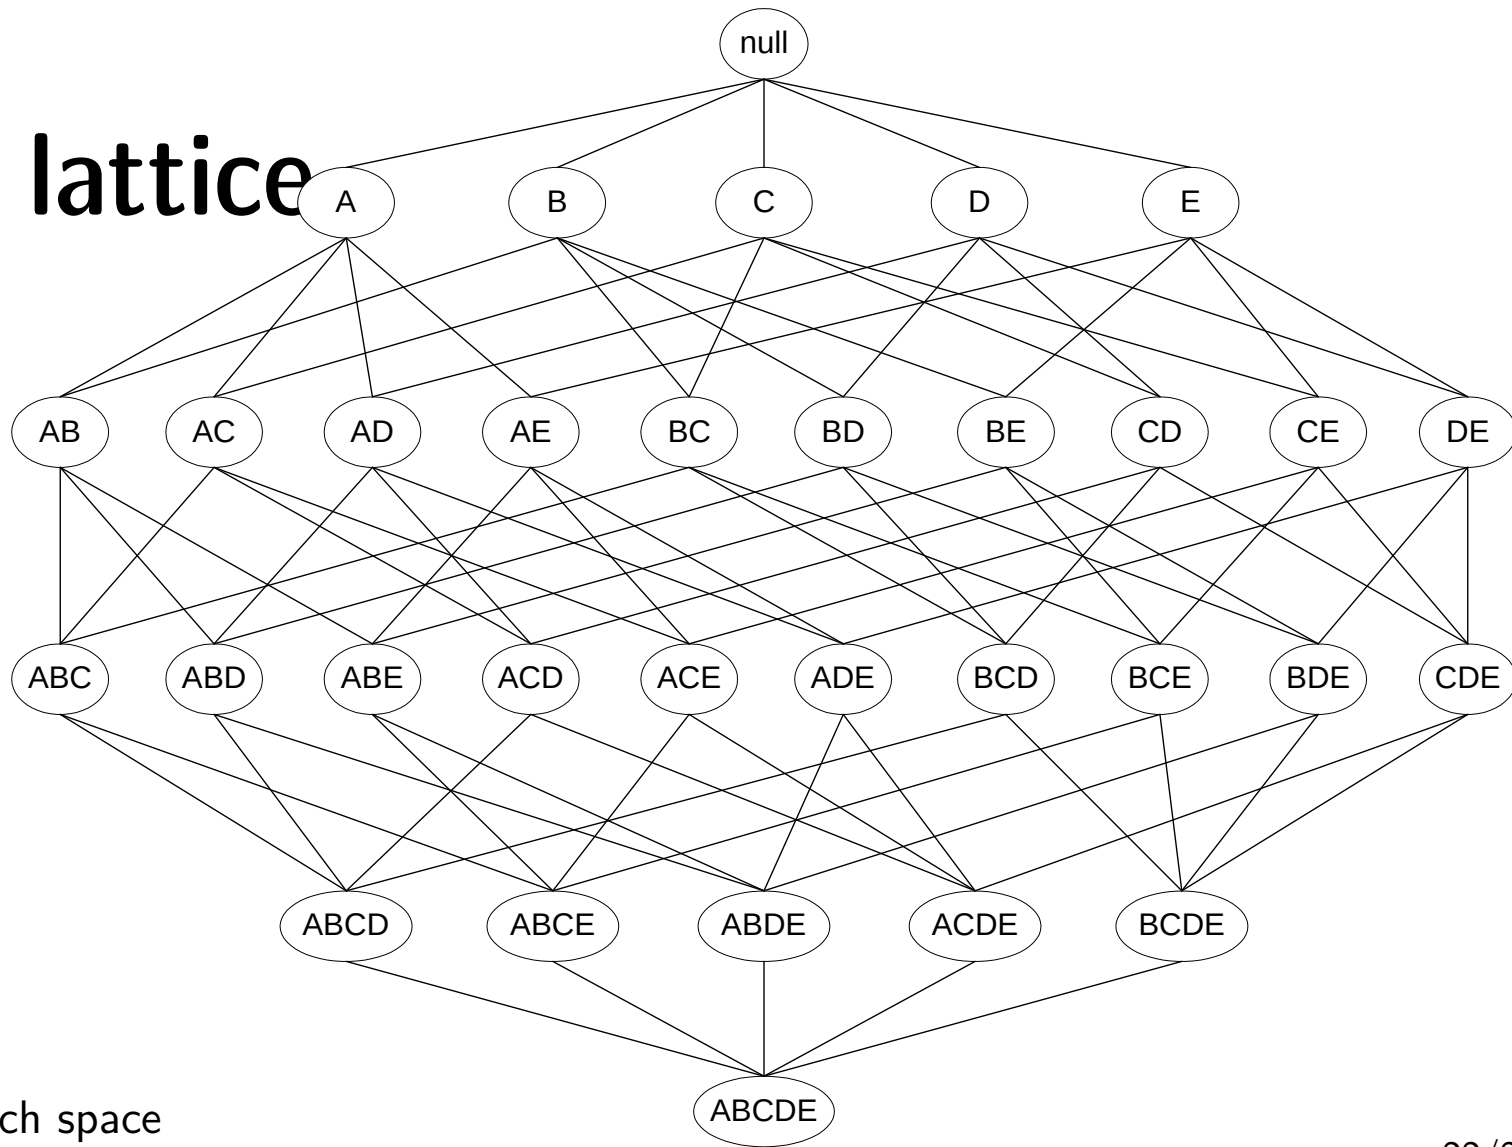 null
lattice
A B C D E
AB AC AD AE BC BD BE CD CE DE
ABC ABD ABE ACD ACE ADE BCD BCE BDE CDE
ABCD ABCE ABDE ACDE BCDE
ABCDE
space